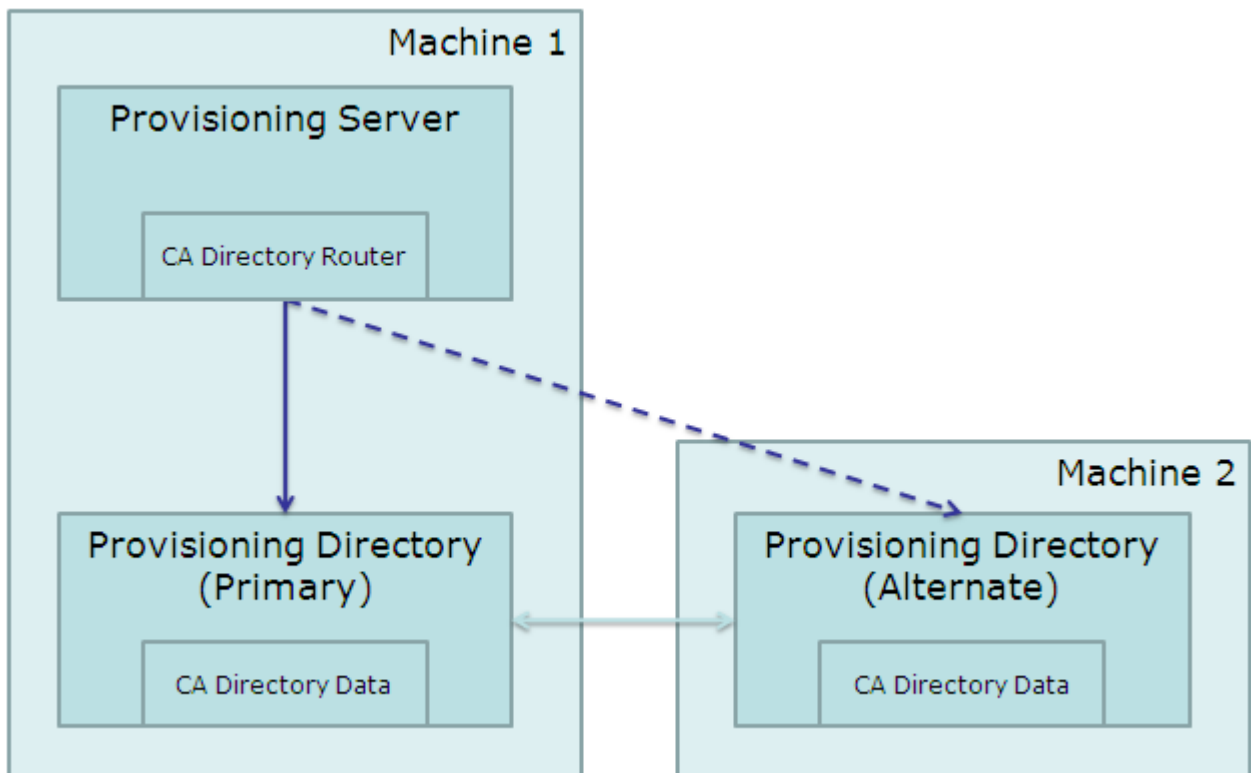 Machine 1
Provisioning Server
CA Directory Router
Machine 2
Provisioning Directory
(Primary)
CA Directory Data
Provisioning Directory
(Alternate)
CA Directory Data